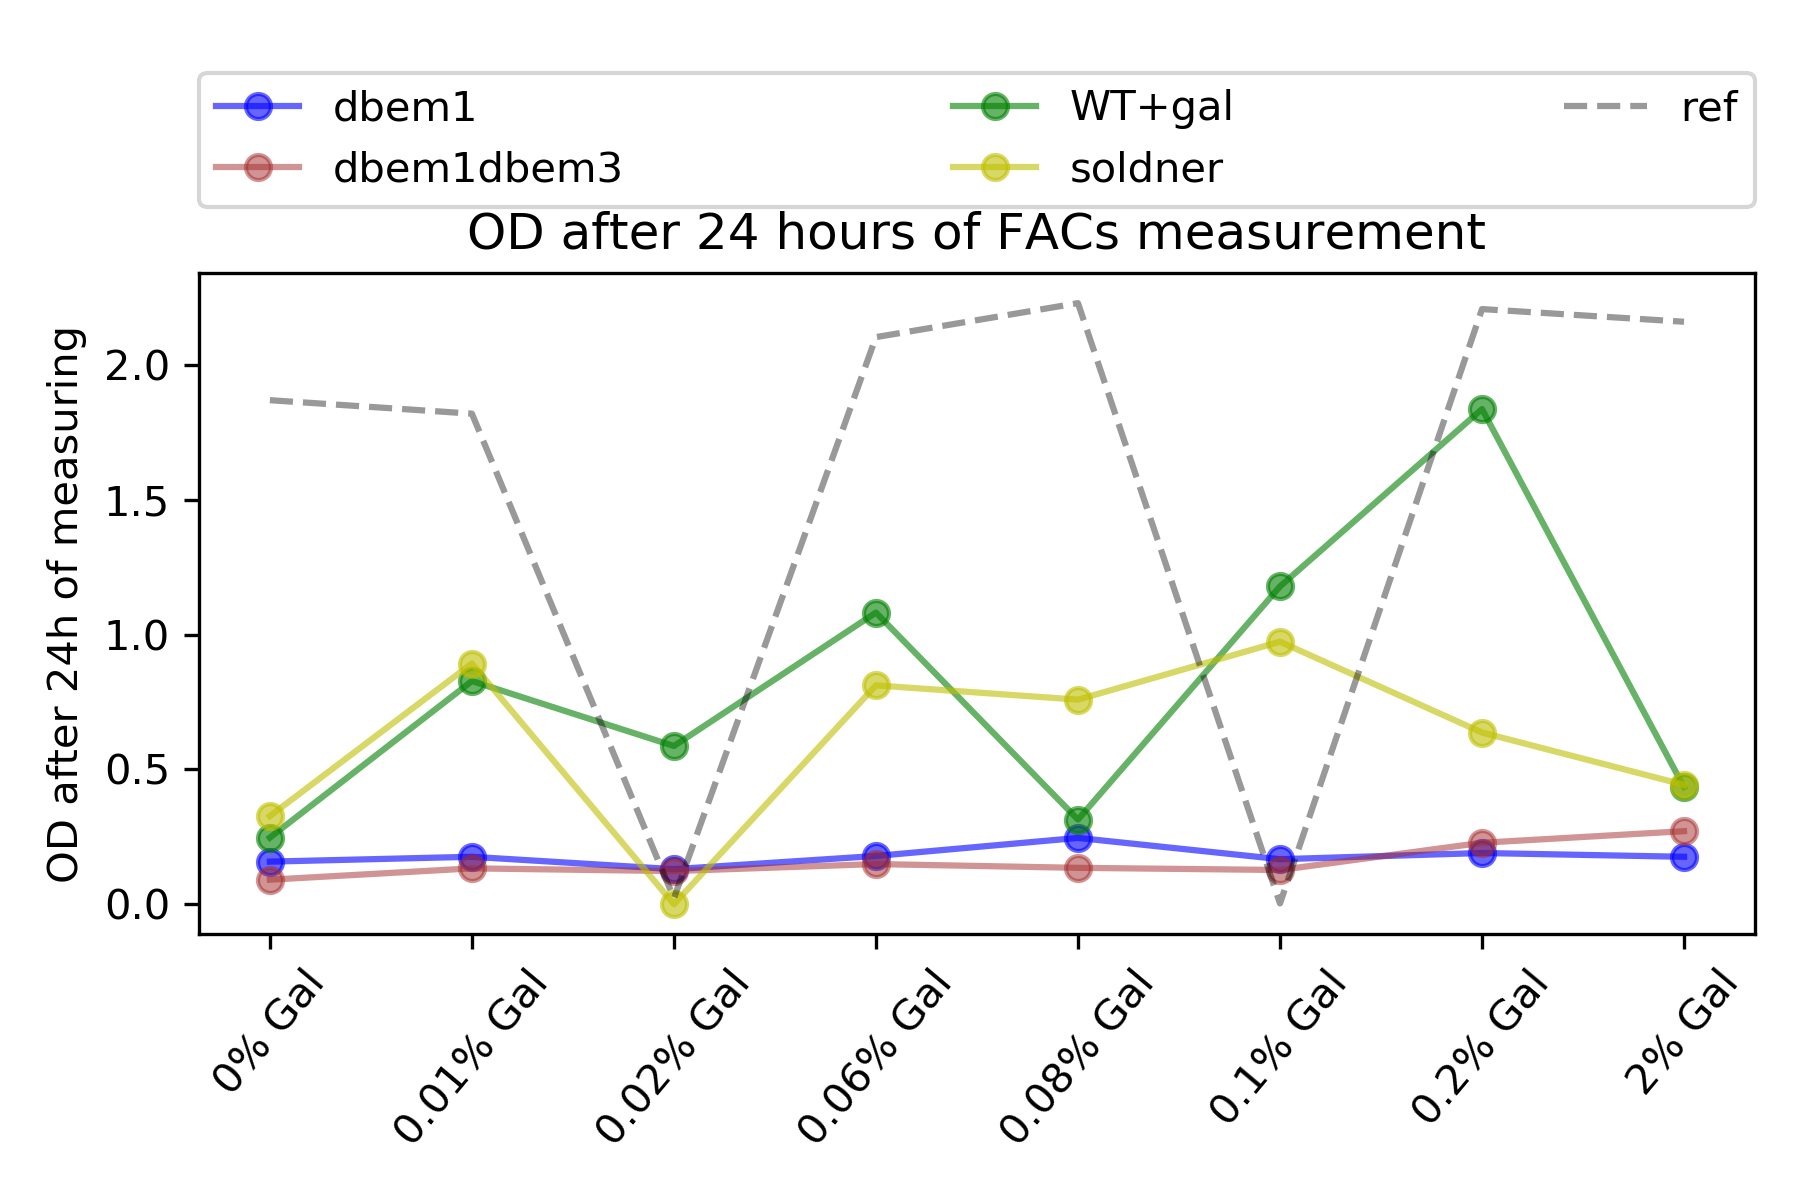 dbem1
dbem1dbem3
WT+gal
soldner
ref
OD after 24 hours of FACs measurement
OD after 24h of measuring
2.0
1.5
1.0
0.5
0.0
0% Gal
0.01% Gal
0.02% Gal
0.06% Gal
0.08% Gal
0.1% Gal
0.2% Gal
2% Gal